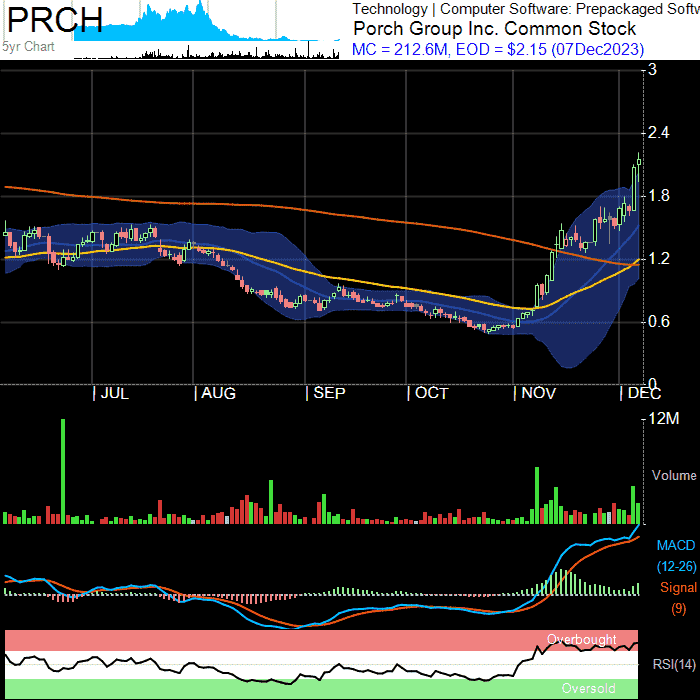 PRCH
5yr Chart
Technology | Computer Software: Prepackaged Softw
Porch Group Inc. Common Stock
MC = 212.6M, EOD = $2.15 (07Dec2023)
3
2.4
1.8
1.2
0.6
0
JUL
AUG
SEP
OCT
NOV
DEC
12M
Volume
MACD
(12-26)
Signal
(9)
Overbought
RSI(14)
Oversold